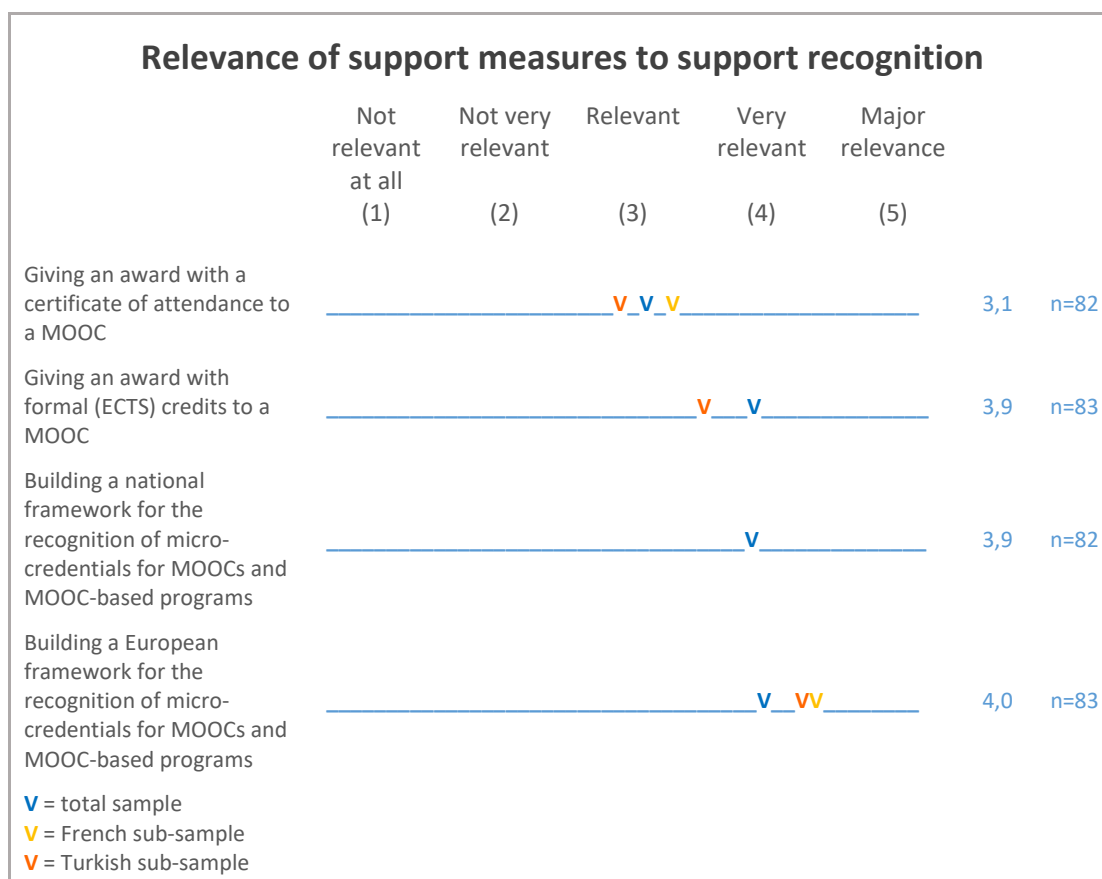 Relevance of support measures to support recognition
Not relevant at all (1)
Not very relevant (2)
Relevant (3)
Very relevant (4)
Major relevance (5)
Giving an award with a
certificate of attendance to
a MOOC
V_V_V
3,1 n=82
Giving an award with
formal (ECTS) credits to a
MOOC
V___V
3,9 n=83
Building a national
framework for the
recognition of micro-
credentials for MOOCs and
MOOC-based programs
V
3,9 n=82
Building a European
framework for the
recognition of micro-
credentials for MOOCs and
MOOC-based programs
V__VV
4,0 n=83
V = total sample
V = French sub-sample
V = Turkish sub-sample